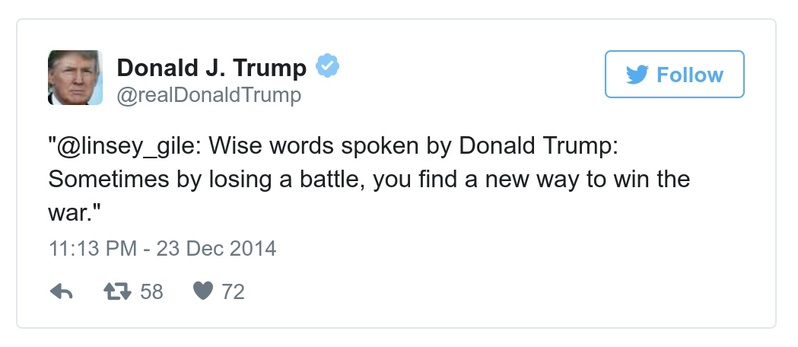 Donald J. Trump
@realDonaldTrump
Follow
"@linsey_gile: Wise words spoken by Donald Trump:
Sometimes by losing a battle, you find a new way to win the
war."
11:13 PM - 23 Dec 2014
58 72